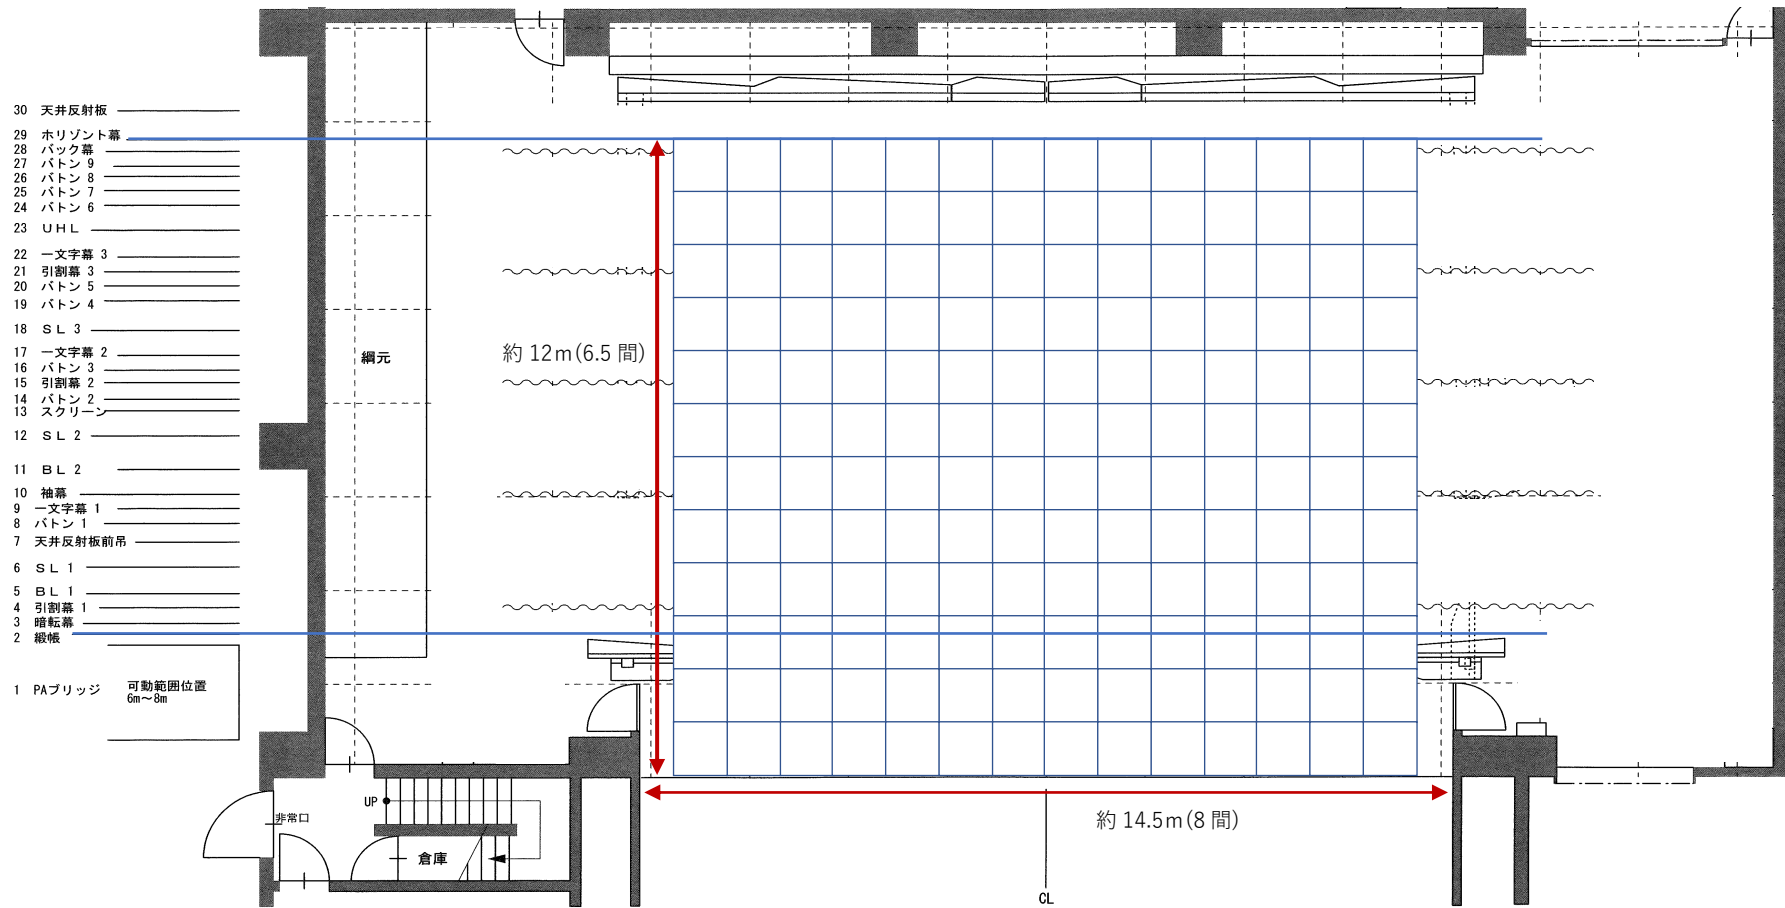 30 天井反射板
29 ホリゾント幕
28 バック幕
27 バトン 9
26 バトン 8
25 バトン 7
24 バトン 6
23 UHL
22 一文字幕 3
21 引割幕 3
20 バトン 5
19 バトン 4
18 SL 3
17 一文字幕 2
16 バトン 3
15 引割幕 2
14 バトン 2
13 スクリーン
12 SL 2
11 BL 2
10 袖幕
9 一文字幕 1
8 バトン 1
7 天井反射板前吊
6 SL 1
5 BL 1
4 引割幕 1
3 暗転幕
2 緞帳
1 PAブリッジ
可動範囲位置
6m〜8m
綱元
約 12m(6.5 間)
約 14.5m(8 間)
UP
非常口
倉庫
CL